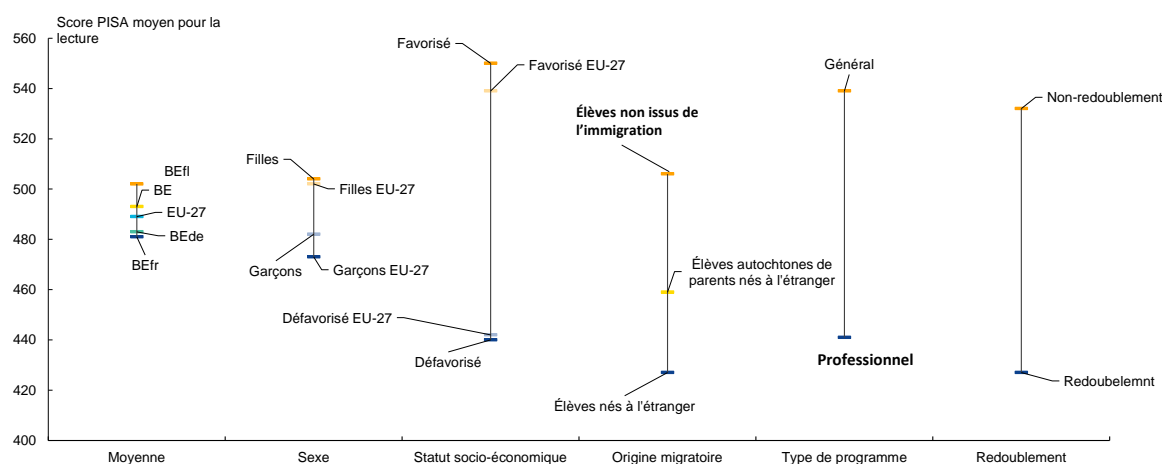 Score PISA moyen pour la
lecture
560
540
520
500
480
460
440
420
400
BEfl
BE
EU-27
BEde
BEfr
Filles
Filles EU-27
Garçons
Garçons EU-27
Favorisé
Favorisé EU-27
Défavorisé EU-27
Défavorisé
Élèves non issus de
l'immigration
Élèves autochtones de
parents nés à l'étranger
Élèves nés à l'étranger
Général
Professionnel
Non-redoublement
Redoubelemnt
Moyenne
Sexe
Statut socio-économique
Origine migratoire
Type de programme
Redoublement